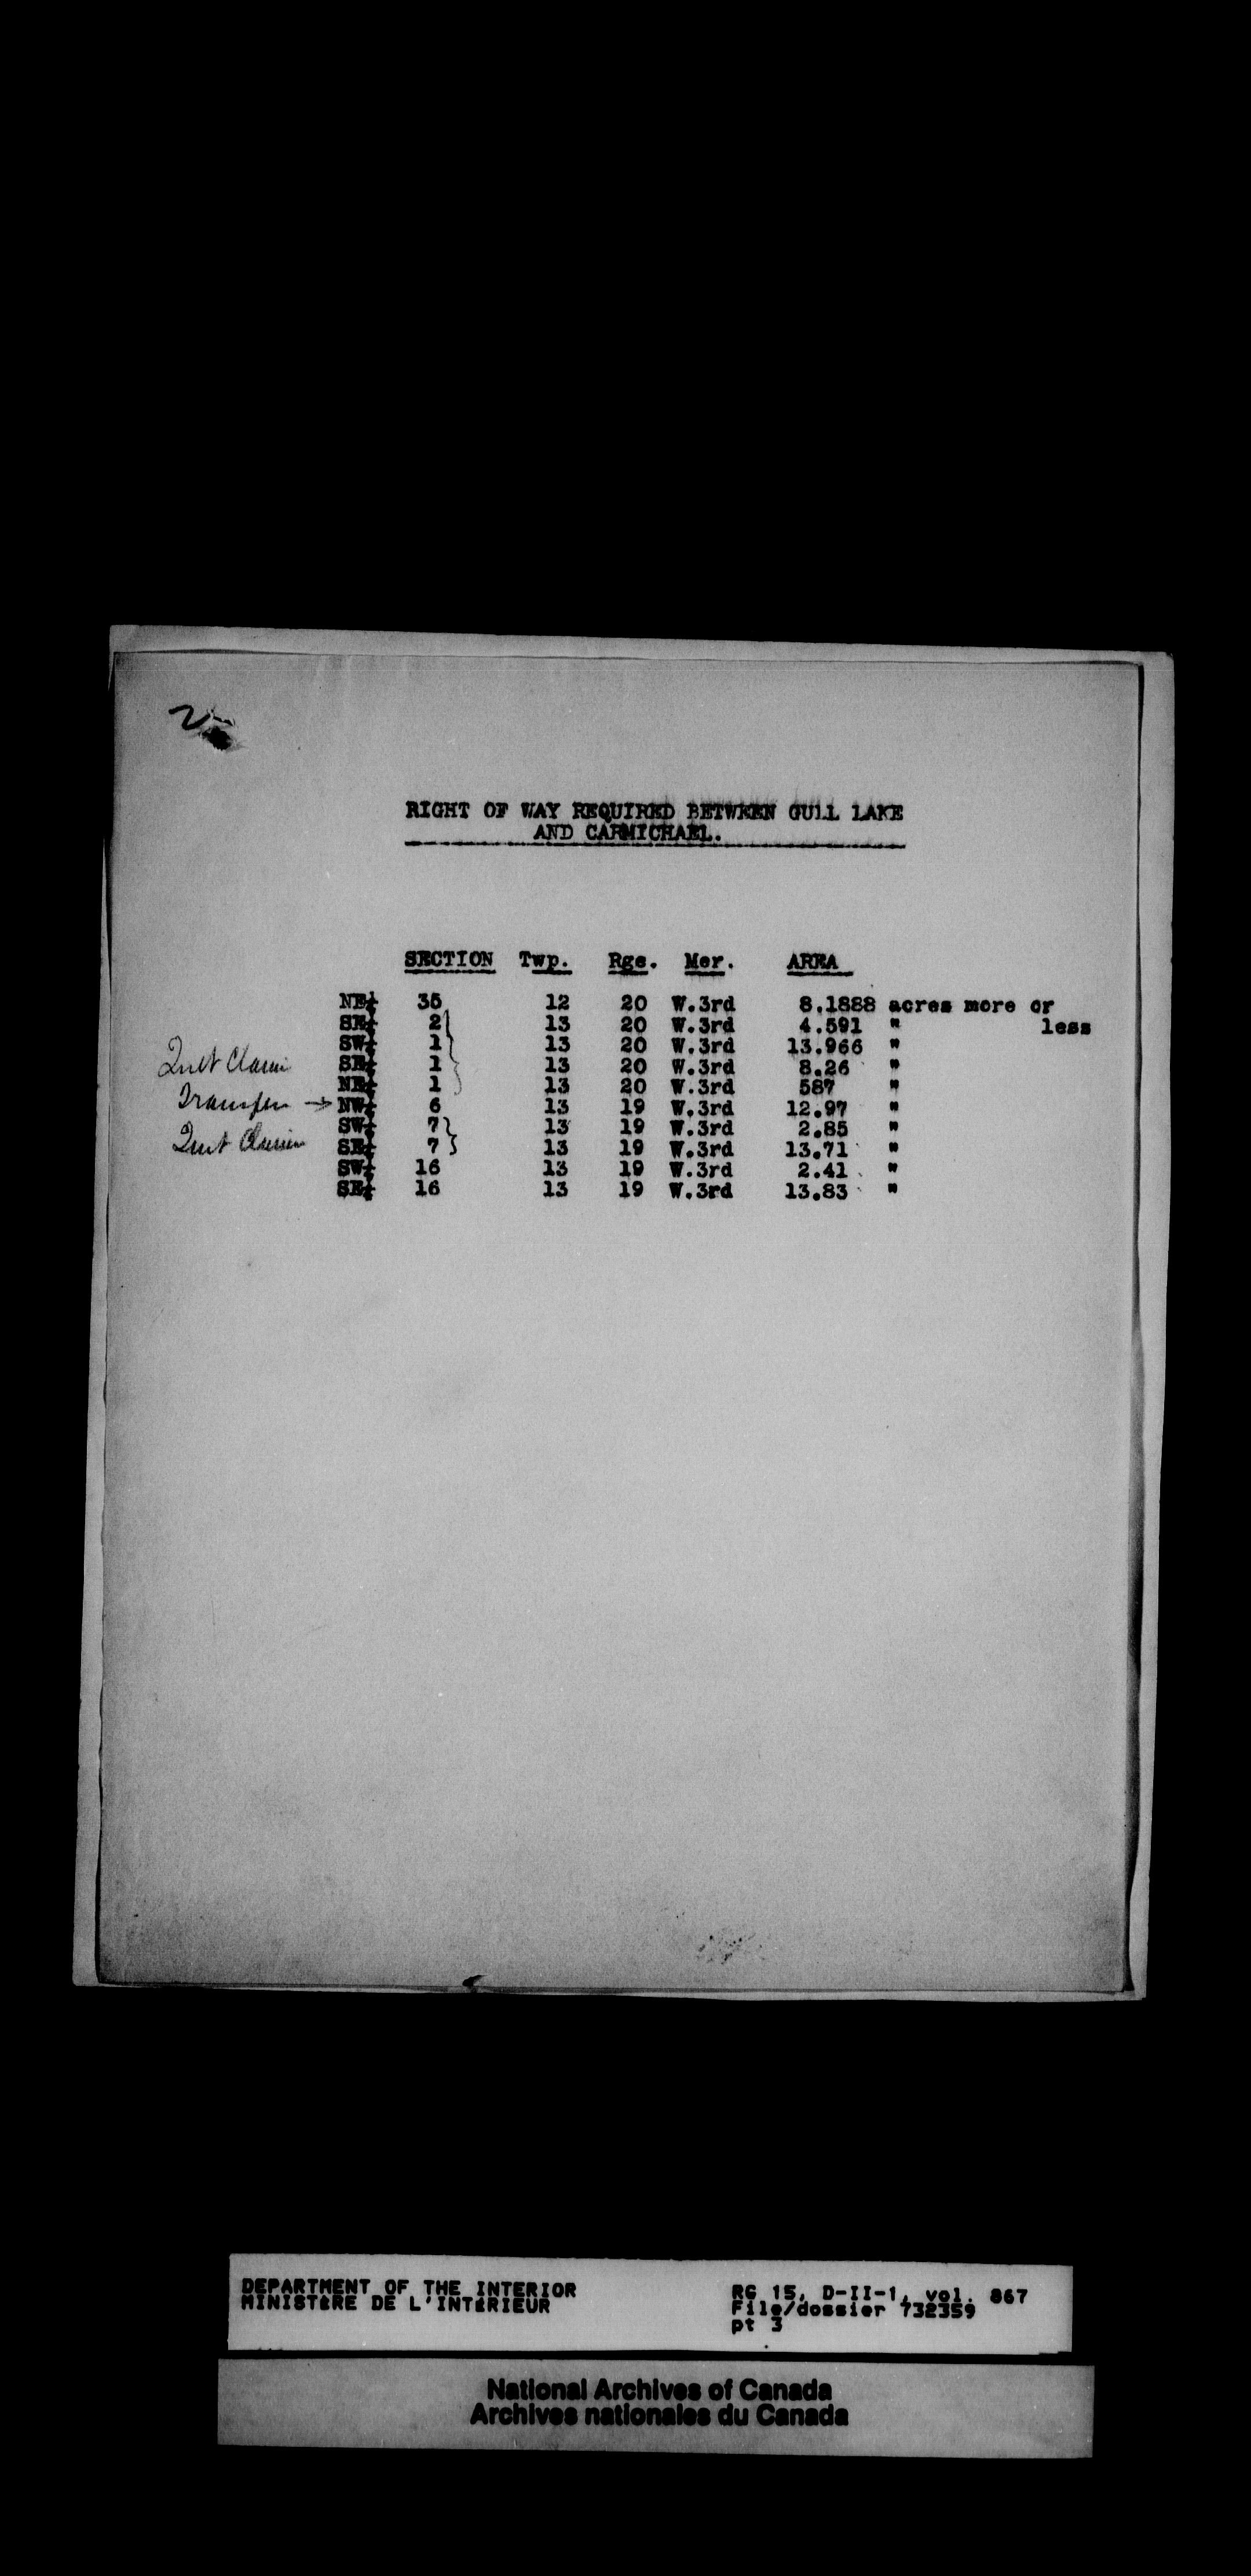 RIGHT OF WAY REQUIRED BETWEEN GULL LAKE
AND CARMICHAEL.
SECTION Twp. Rge. Mer. AREA
NE¼ 35 12 20 W.3rd 8.1888 acres more or
less
SE¼ 2 13 20 W.3rd 4.591 "
SW¼ 1 13 20 W.3rd 13.966 "
Quit Claim SE¼ 1 13 20 W.3rd 8.26 "
NE¼ 1 13 20 W.3rd 587 "
Transfer → NW¼ 6 13 19 W.3rd 12.97 "
SW¼ 7 13 19 W.3rd 2.85 "
Quit Claim SE¼ 7 13 19 W.3rd 13.71 "
SW¼ 16 13 19 W.3rd 2.41 "
SE¼ 16 13 19 W.3rd 13.83 "
DEPARTMENT OF THE INTERIOR
MINISTÈRE DE L'INTÉRIEUR
RG 15, D-II-1, vol. 867
File/dossier 732359
pt 3
National Archives of Canada
Archives nationales du Canada